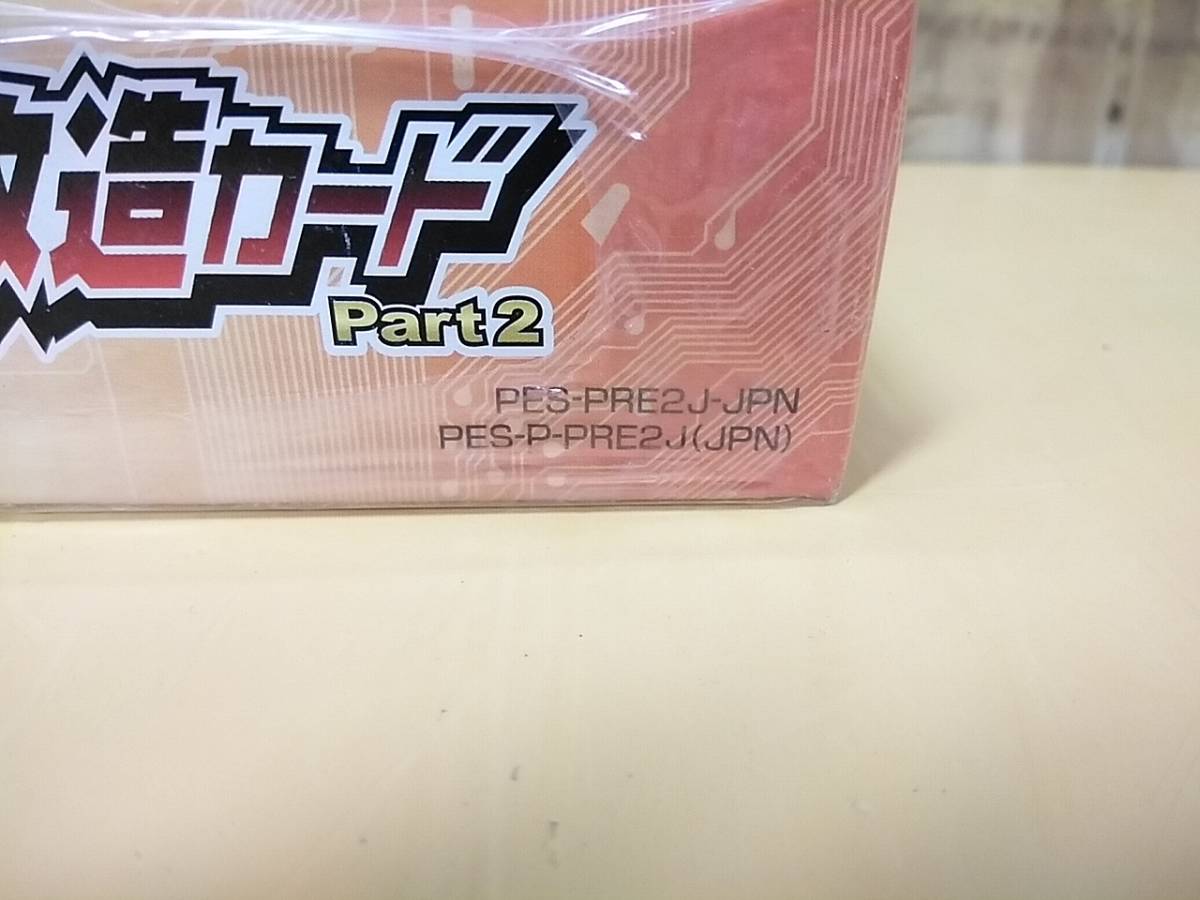 造カード
Part 2
PES-PRE2J-JPN
PES-P-PRE2J(JPN)